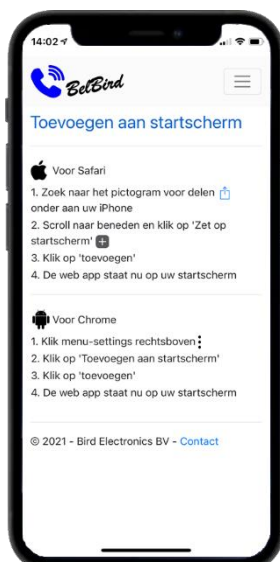 14:02
BelBird
Toevoegen aan startscherm
Voor Safari
1. Zoek naar het pictogram voor delen
onder aan uw iPhone
2. Scroll naar beneden en klik op 'Zet op
startscherm'
3. Klik op 'toevoegen'
4. De web app staat nu op uw startscherm
Voor Chrome
1. Klik menu-settings rechtsboven
2. Klik op 'Toevoegen aan startscherm'
3. Klik op 'toevoegen'
4. De web app staat nu op uw startscherm
© 2021 - Bird Electronics BV - Contact